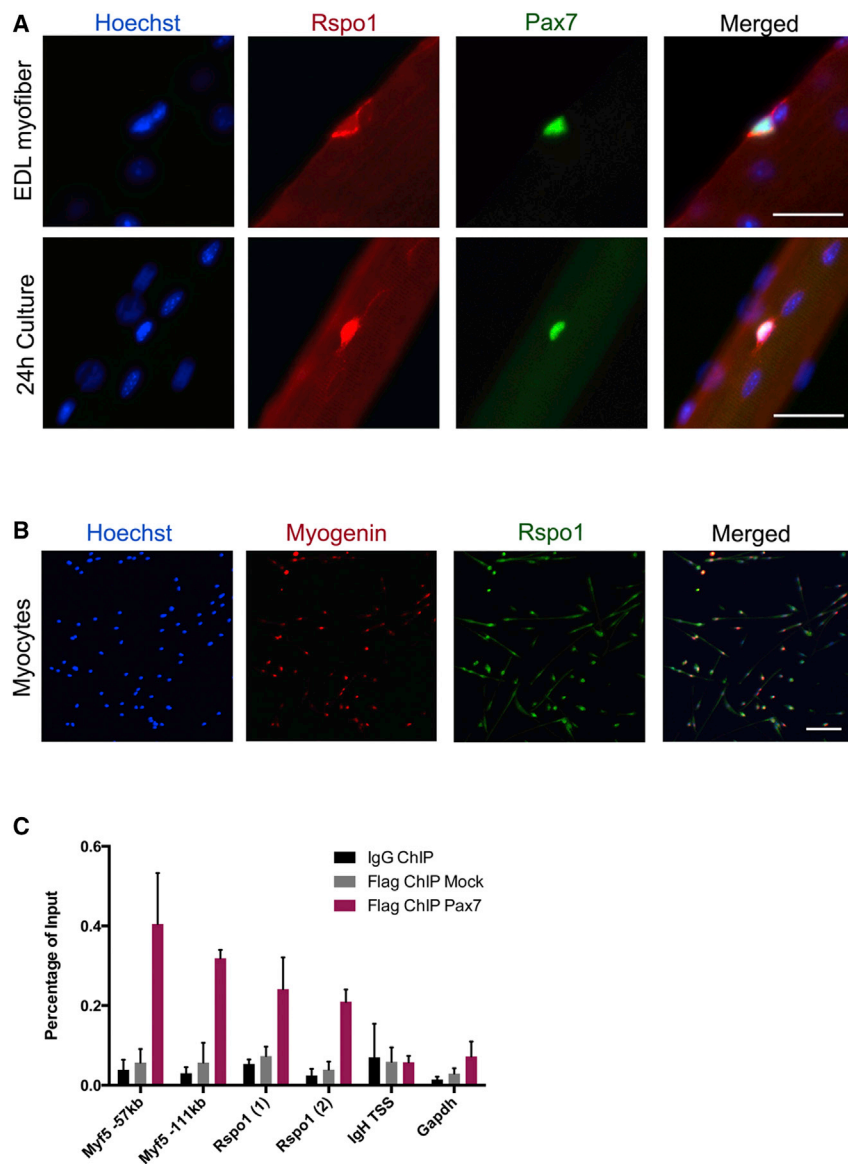 A
Hoechst Rspo1 Pax7 Merged
EDL myofiber
24h Culture
B
Hoechst Myogenin Rspo1 Merged
Myocytes
C
IgG ChIP
Flag ChIP Mock
Flag ChIP Pax7
Percentage of Input
0.6
0.4
0.2
0.0
Myf5 -57kb
Myf5 -111kb
Rspo1 (1)
Rspo1 (2)
IgH TSS
Gapdh